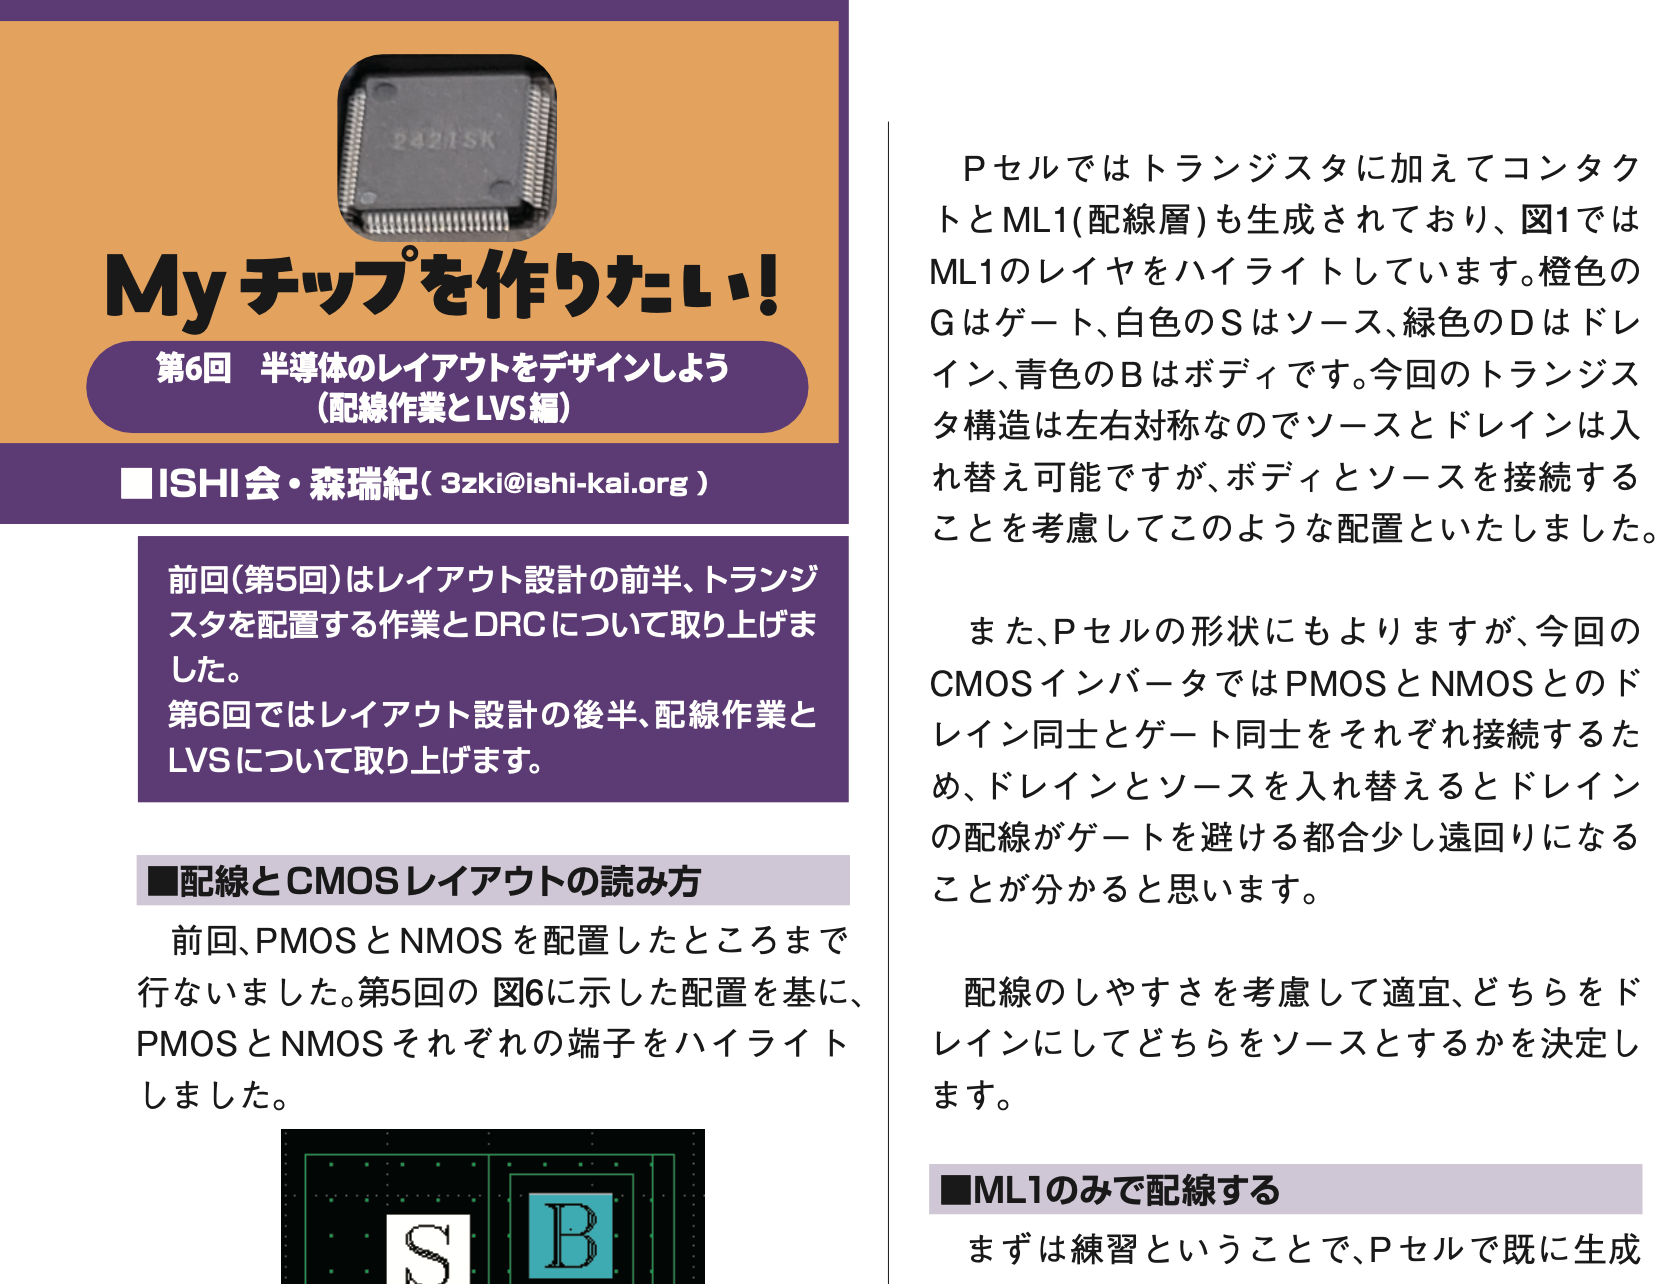 2421SK
Myチップを作りたい!
第6回　半導体のレイアウトをデザインしよう
(配線作業とLVS編)
■ISHI会・森瑞紀( 3zki@ishi-kai.org )
前回(第5回)はレイアウト設計の前半、トランジ
スタを配置する作業とDRCについて取り上げま
した。
第6回ではレイアウト設計の後半、配線作業と
LVSについて取り上げます。
■配線とCMOSレイアウトの読み方
前回、PMOSとNMOSを配置したところまで
行ないました。第5回の 図6に示した配置を基に、
PMOSとNMOSそれぞれの端子をハイライト
しました。
S
B
Pセルではトランジスタに加えてコンタク
トとML1(配線層)も生成されており、図1では
ML1のレイヤをハイライトしています。橙色の
Gはゲート、白色のSはソース、緑色のDはドレ
イン、青色のBはボディです。今回のトランジス
タ構造は左右対称なのでソースとドレインは入
れ替え可能ですが、ボディとソースを接続する
ことを考慮してこのような配置といたしました。
また、Pセルの形状にもよりますが、今回の
CMOSインバータではPMOSとNMOSとのド
レイン同士とゲート同士をそれぞれ接続するた
め、ドレインとソースを入れ替えるとドレイン
の配線がゲートを避ける都合少し遠回りになる
ことが分かると思います。
配線のしやすさを考慮して適宜、どちらをド
レインにしてどちらをソースとするかを決定し
ます。
■ML1のみで配線する
まずは練習ということで、Pセルで既に生成